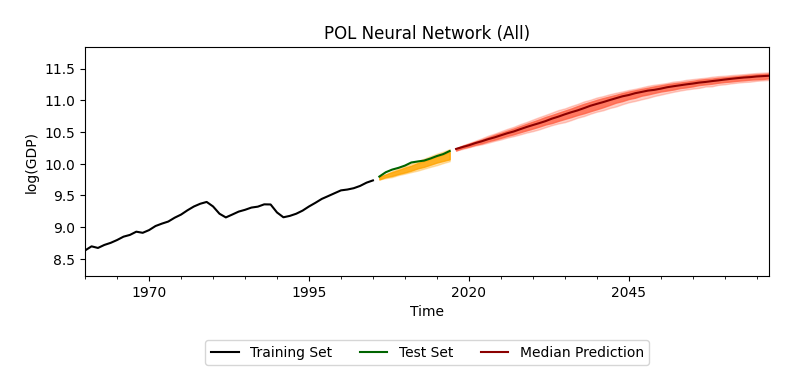 POL Neural Network (All)
11.5
11.0
10.5
10.0
9.5
9.0
8.5
log(GDP)
1970 1995 2020 2045
Time
Training Set Test Set Median Prediction